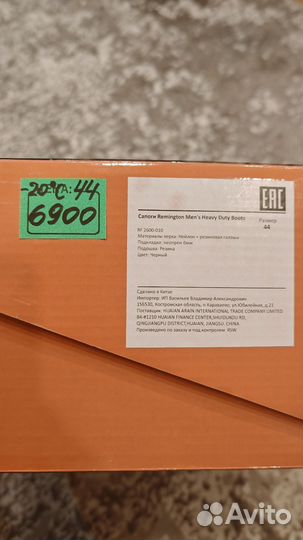 -20°C
ЦЕНА: 44
6900
EAC
Сапоги Remington Men's Heavy Duty Boots
Размер
44
RF 2600-010
Материалы верха: Нейлон + резиновая галоша
Подкладка: неопрен 6мм
Подошва: Резина
Цвет: Черный
Сделано в Китае
Импортер: ИП Васильев Владимир Александрович
156530, Костромская область, п.Караваево, ул.Юбилейная, д.21
Поставщик: HUAIAN ARAIN INTERNATIONAL TRADE COMPANY LIMITED
84-#1210 HUAIAN FINANCE CENTER,SHUIDUKOU RD,
QINGJIANGPU DISTRICT,HUAIAN, JIANGSU, CHINA
Произведено по заказу и под контролем RSW
Avito